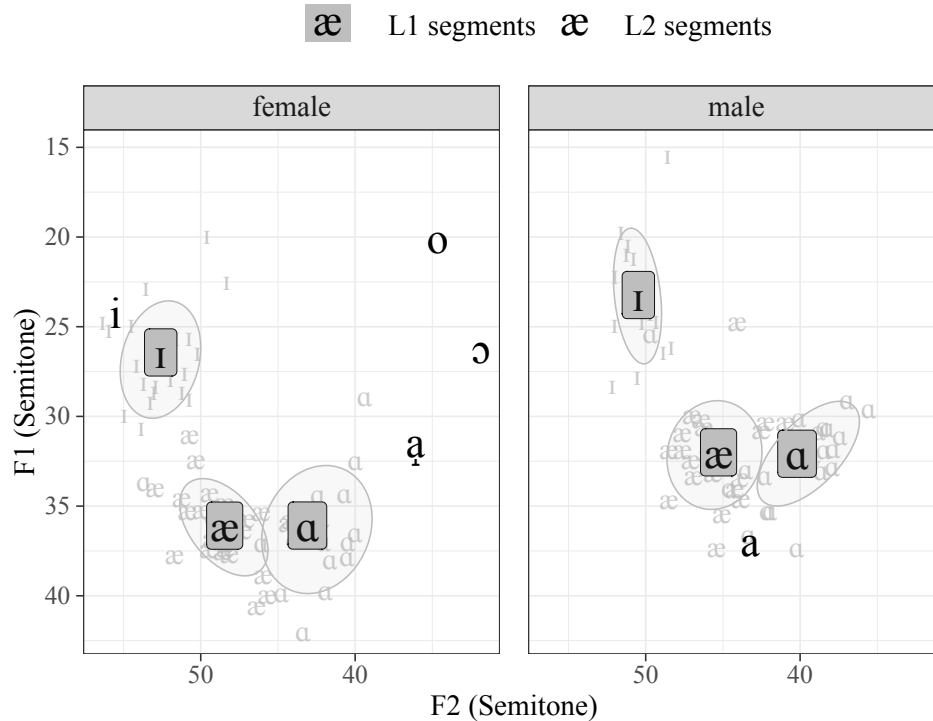 æ L1 segments æ L2 segments
female male
15
20
25
30
35
40
F1 (Semitone)
i ɪ o ɔ ɑ̣ æ ɑ
ɪ æ ɑ a
50 40 50 40
F2 (Semitone)